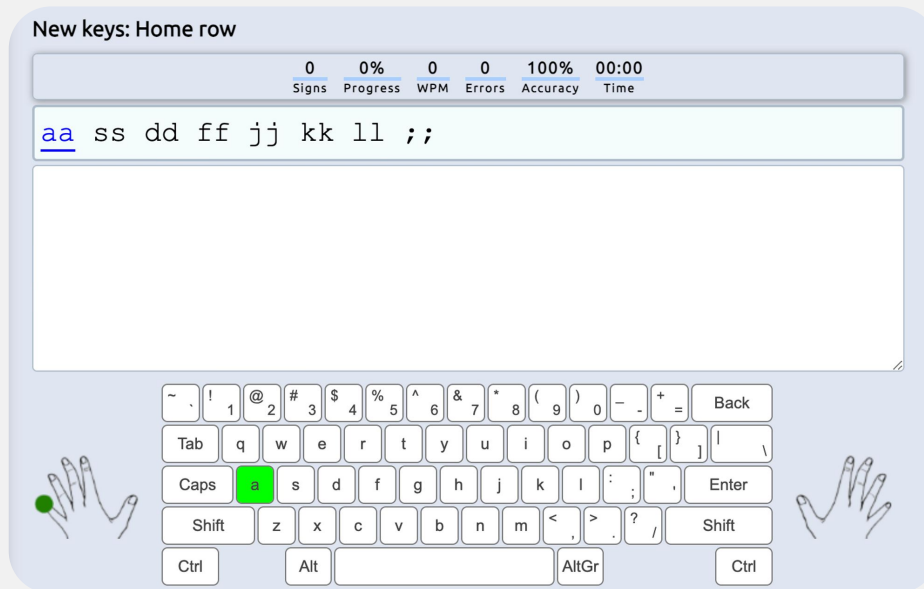 New keys: Home row
0 0% 0 0 100% 00:00
Signs Progress WPM Errors Accuracy Time
aa ss dd ff jj kk ll ;;
~ ` ! 1 @ 2 # 3 $ 4 % 5 ^ 6 & 7 * 8 ( 9 ) 0 _ - + = Back
Tab q w e r t y u i o p { [ } ] | \
Caps a s d f g h j k l : ; " ' Enter
Shift z x c v b n m < , > . ? / Shift
Ctrl Alt AltGr Ctrl